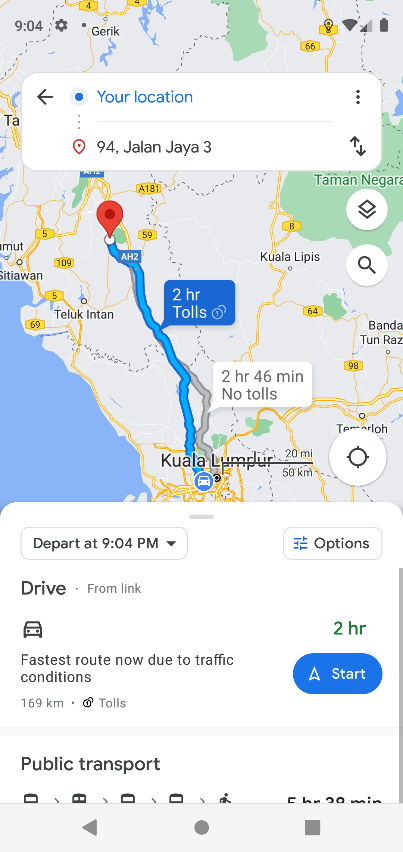 9:04
Gerik
66
8
Your location
94, Jalan Jaya 3
AH2
A181
Taman Negara
5
59
8
AH2
109
5
Kuala Lipis
Sitiawan
2 hr
Tolls
Teluk Intan
69
64
Tun Raz
98
2 hr 46 min
No tolls
Temerloh
Kuala Lumpur
20 mi
50 km
Depart at 9:04 PM
Options
Drive · From link
2 hr
Fastest route now due to traffic
conditions
Start
169 km · Tolls
Public transport
5 hr 38 min